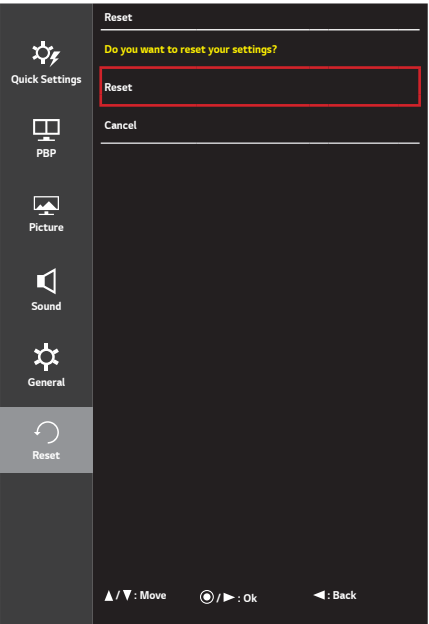 Reset
Do you want to reset your settings?
Reset
Cancel
Quick Settings
PBP
Picture
Sound
General
Reset
/ : Move
/ : Ok
: Back